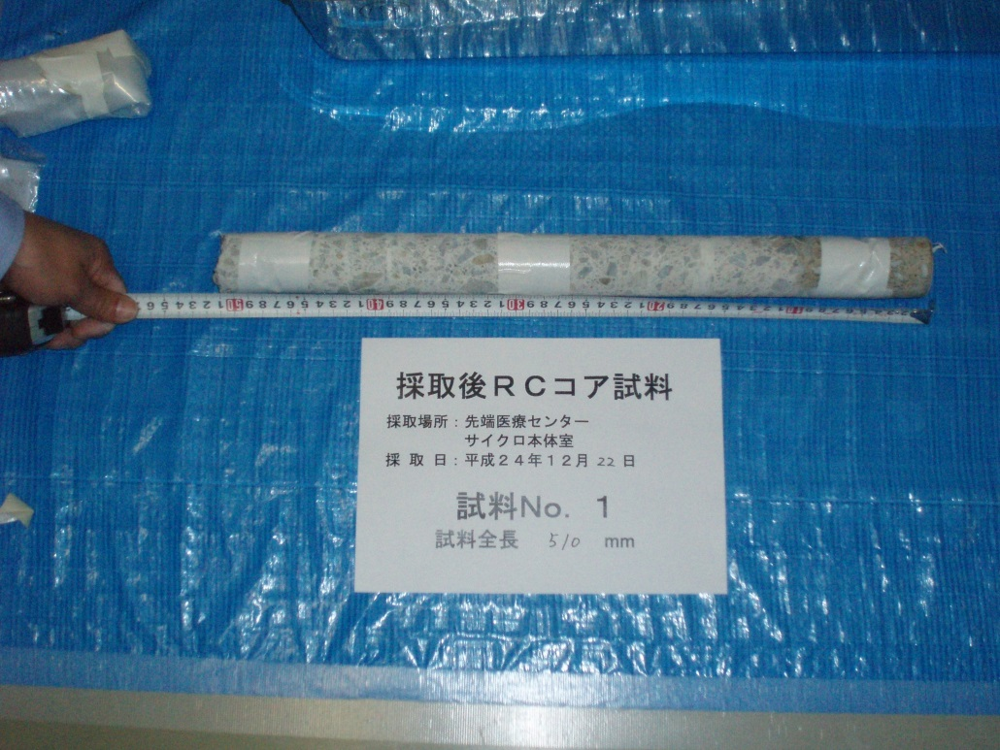 採取後ＲＣコア試料
採取場所：先端医療センター
サイクロ本体室
採 取 日：平成２４年１２月 22 日
試料No. 1
試料全長 510 mm